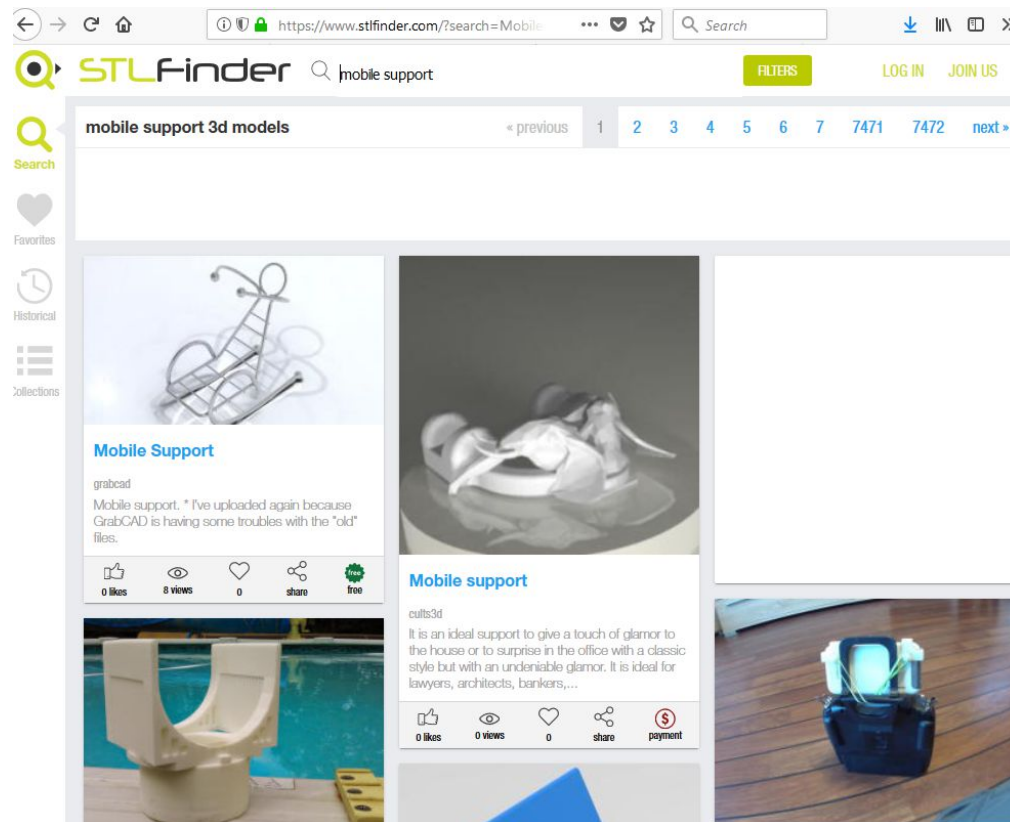 https://www.stlfinder.com/?search=Mobile
Search
STLFinder
mobile support
FILTERS
LOG IN
JOIN US
Search
Favorites
Historical
Collections
mobile support 3d models
« previous
1
2
3
4
5
6
7
7471
7472
next »
Mobile Support
grabcad
Mobile support. * I've uploaded again because
GrabCAD is having some troubles with the "old"
files.
0 likes
8 views
0
share
free
free
Mobile support
cults3d
It is an ideal support to give a touch of glamor to
the house or to surprise in the office with a classic
style but with an undeniable glamor. It is ideal for
lawyers, architects, bankers,...
0 likes
0 views
0
share
$
payment